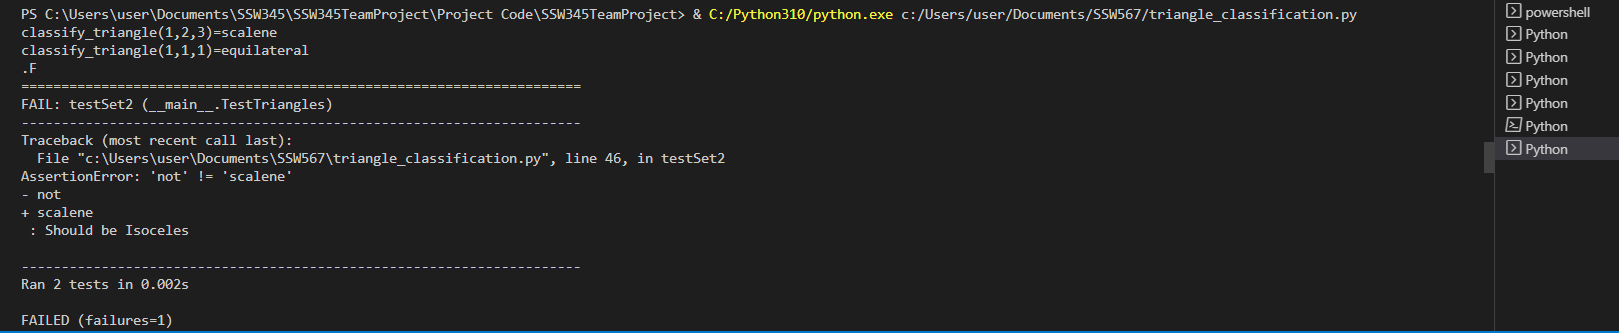 PS C:\Users\user\Documents\SSW345\SSW345TeamProject\Project Code\SSW345TeamProject> & C:/Python310/python.exe c:/Users/user/Documents/SSW567/triangle_classification.py
classify_triangle(1,2,3)=scalene
classify_triangle(1,1,1)=equilateral
.F
======================================================================
FAIL: testSet2 (__main__.TestTriangles)
----------------------------------------------------------------------
Traceback (most recent call last):
  File "c:\Users\user\Documents\SSW567\triangle_classification.py", line 46, in testSet2
AssertionError: 'not' != 'scalene'
- not
+ scalene
 : Should be Isoceles
----------------------------------------------------------------------
Ran 2 tests in 0.002s
FAILED (failures=1)
powershell
Python
Python
Python
Python
Python
Python